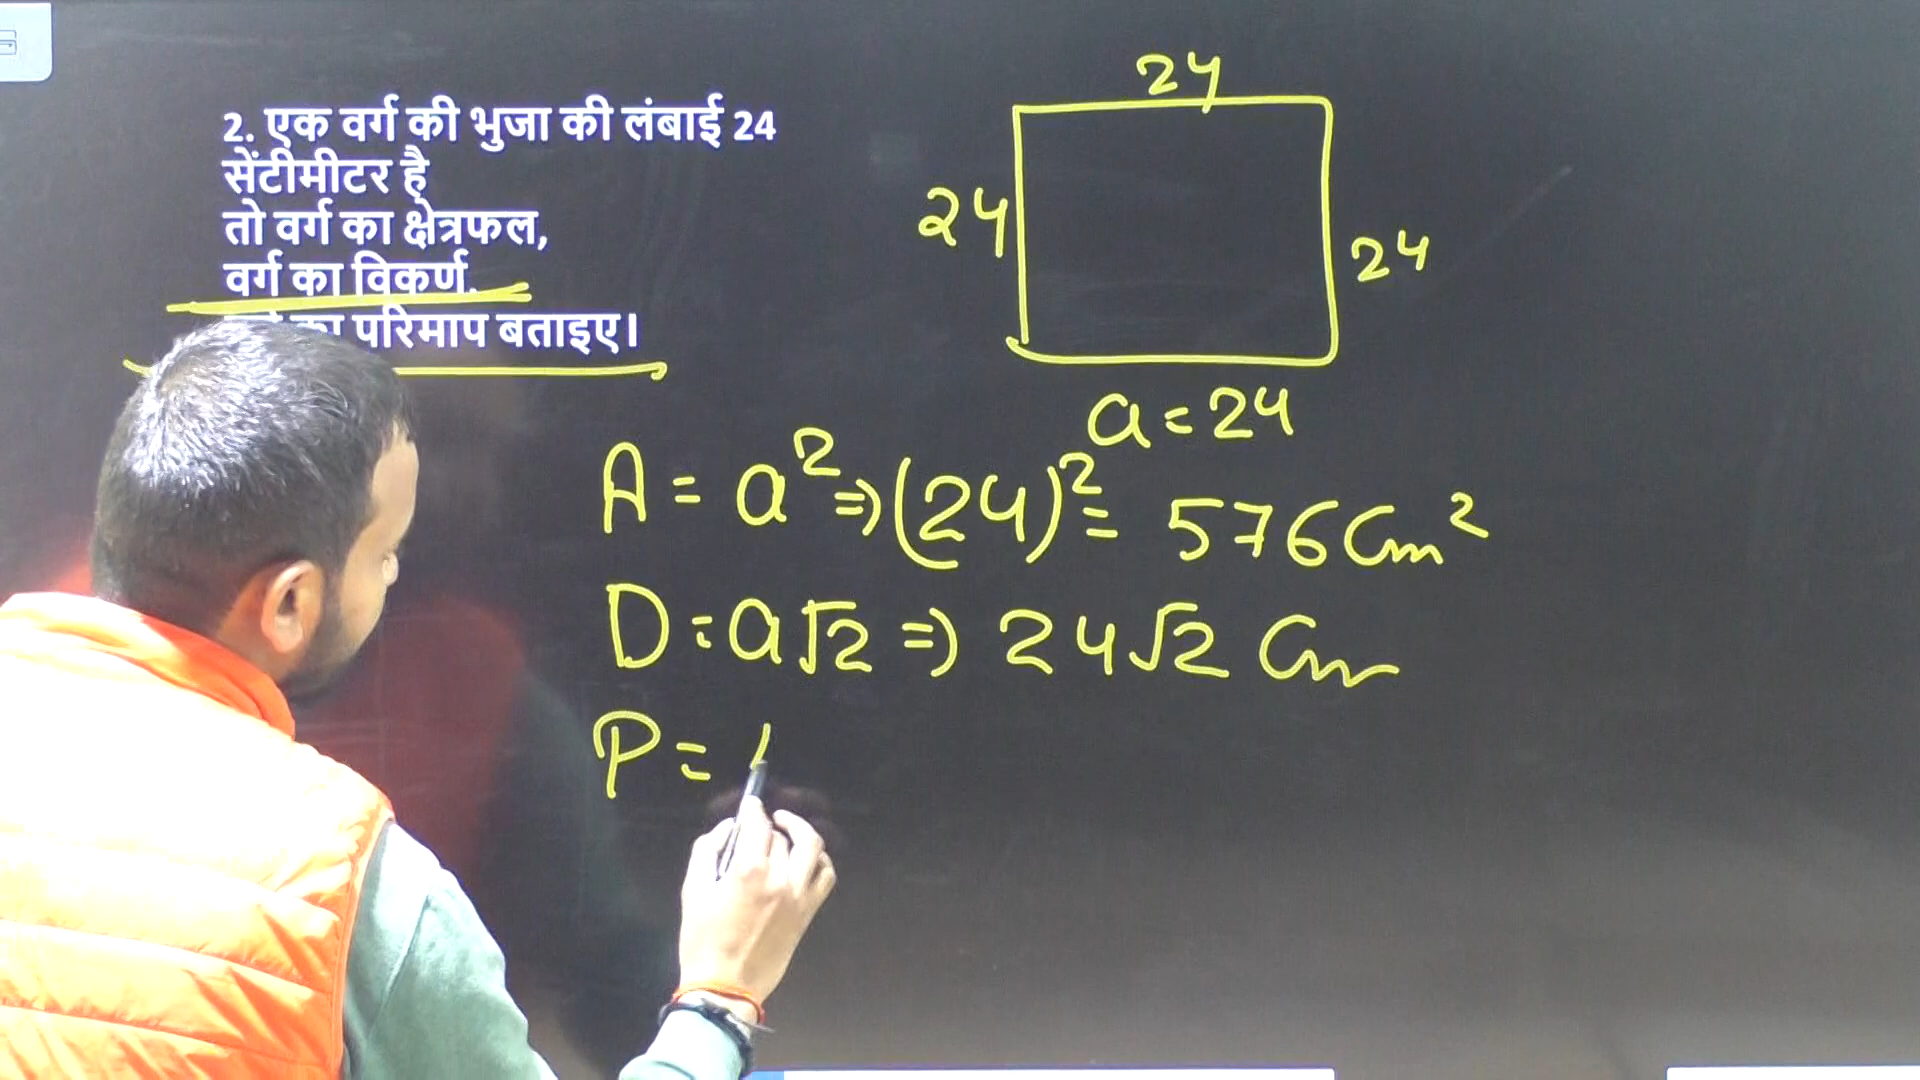 2. एक वर्ग की भुजा की लंबाई 24
सेंटीमीटर है
तो वर्ग का क्षेत्रफल,
वर्ग का विकर्ण,
का परिमाप बताइए।
24
24
24
a = 24
A = a² ⇒ (24)² = 576 Cm²
D = a√2 ⇒ 24√2 Cm
P =